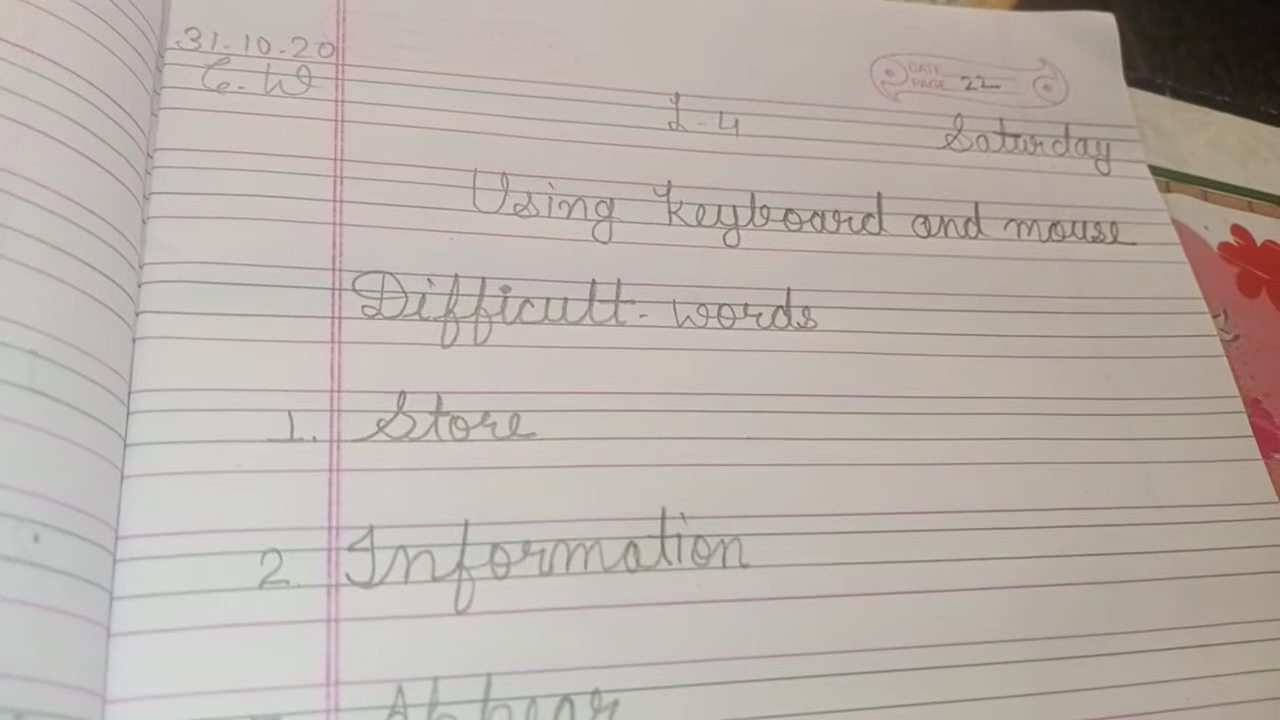 31-10-20
C.W
DATE
PAGE 22
L-4
Saturday
Using keyboard and mouse
Difficult-words
1. Store
2. Information